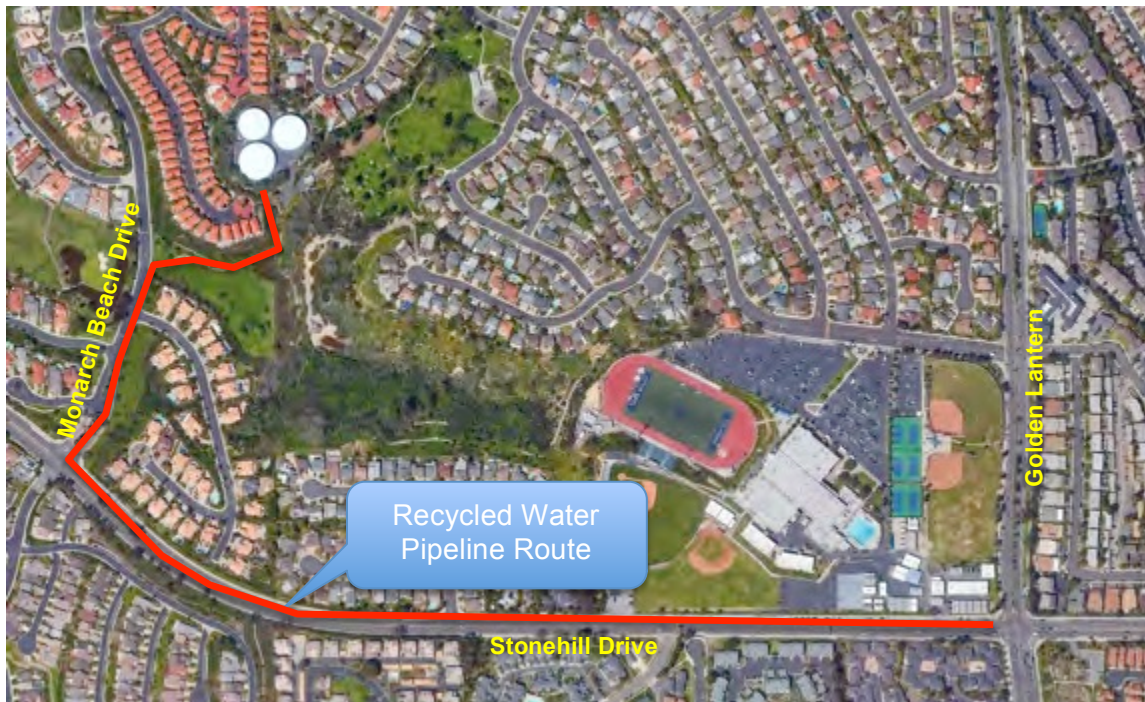 Monarch Beach Drive
Golden Lantern
Recycled Water
Pipeline Route
Stonehill Drive